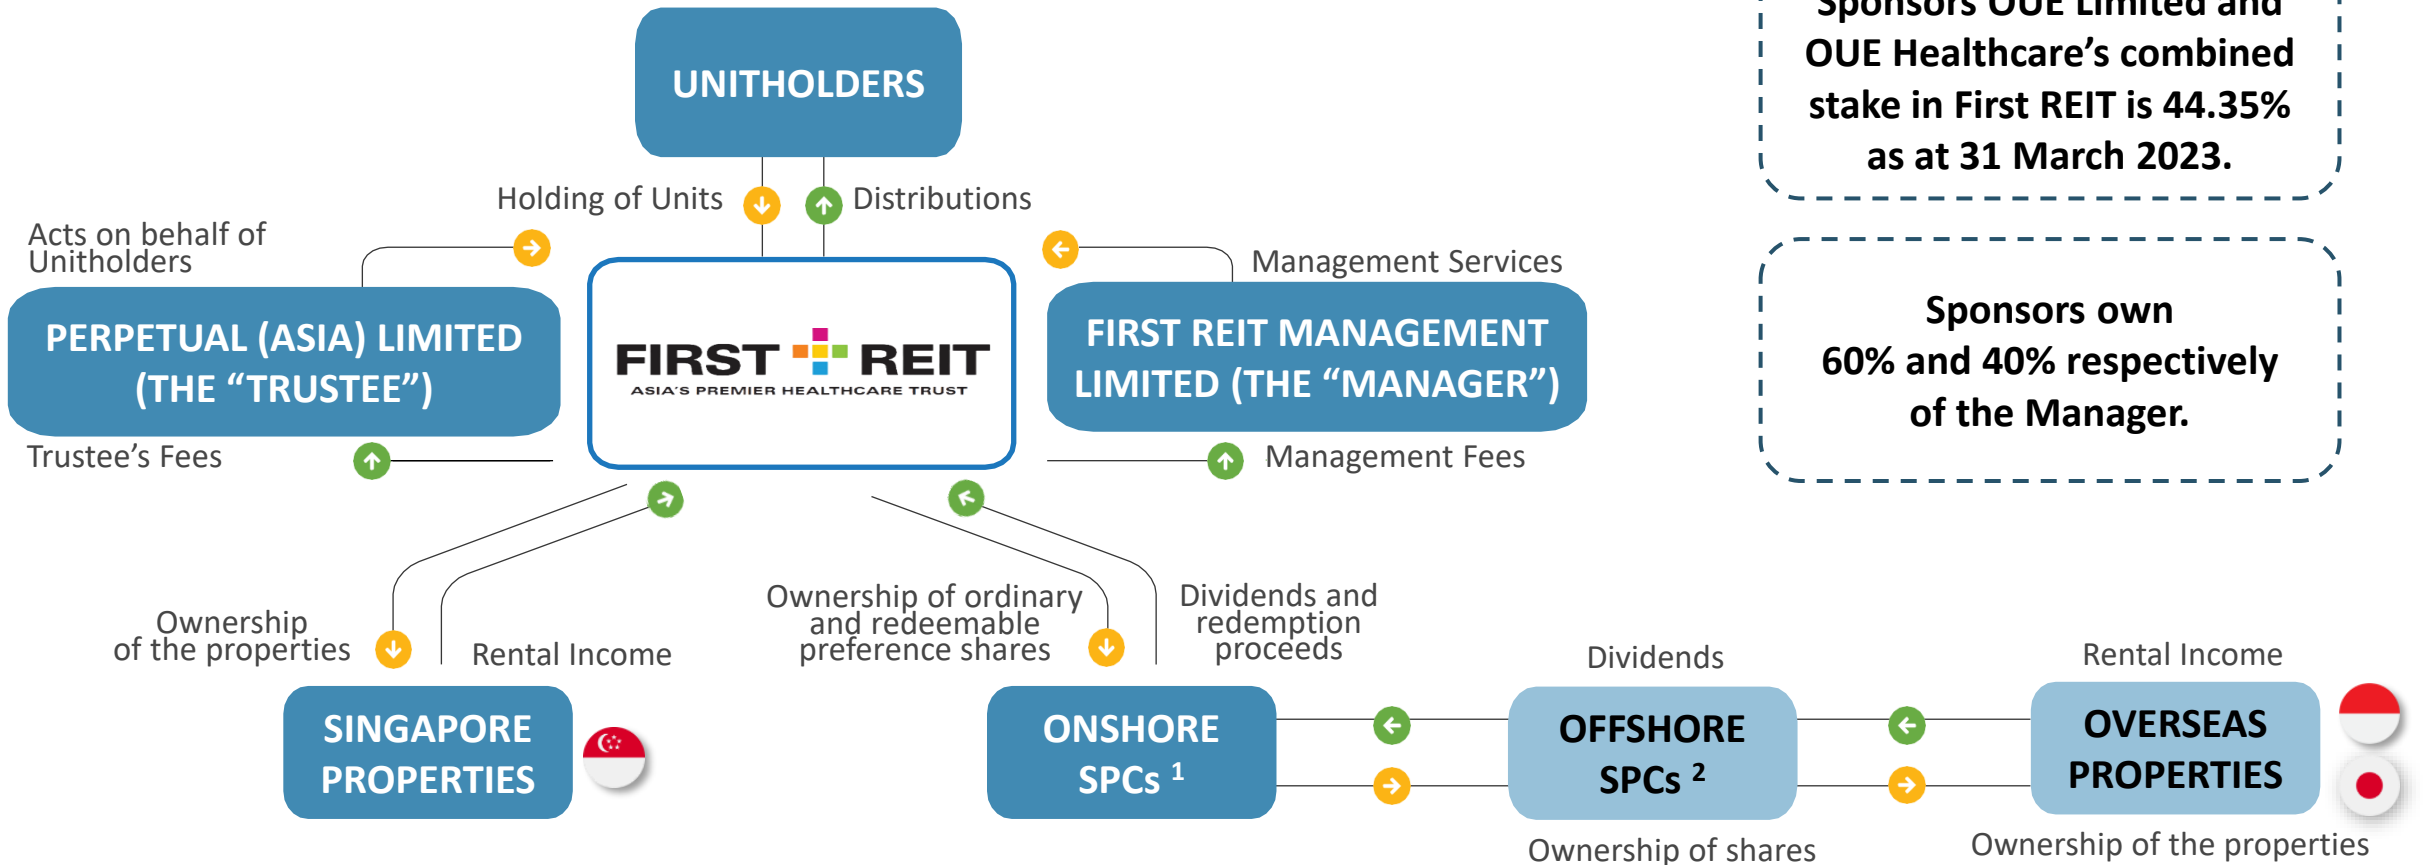 Sponsors OUE Limited and
OUE Healthcare's combined
stake in First REIT is 44.35%
as at 31 March 2023.
UNITHOLDERS
Holding of Units
Distributions
Acts on behalf of
Unitholders
Management Services
PERPETUAL (ASIA) LIMITED
(THE “TRUSTEE”)
FIRST REIT
ASIA'S PREMIER HEALTHCARE TRUST
FIRST REIT MANAGEMENT
LIMITED (THE “MANAGER”)
Sponsors own
60% and 40% respectively
of the Manager.
Trustee’s Fees
Management Fees
Ownership
of the properties
Rental Income
Ownership of ordinary
and redeemable
preference shares
Dividends and
redemption
proceeds
Dividends
Rental Income
SINGAPORE
PROPERTIES
ONSHORE
SPCs 1
OFFSHORE
SPCs 2
OVERSEAS
PROPERTIES
Ownership of shares
Ownership of the properties